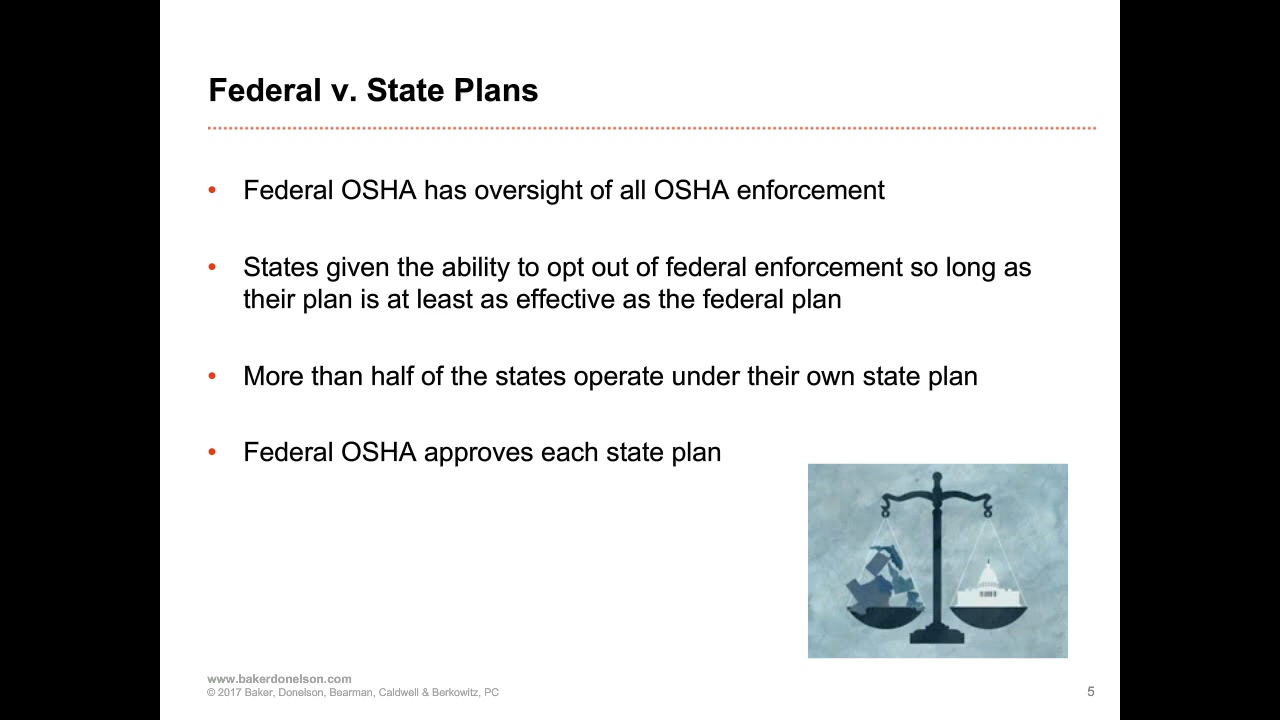 Federal v. State Plans
• Federal OSHA has oversight of all OSHA enforcement
• States given the ability to opt out of federal enforcement so long as
their plan is at least as effective as the federal plan
• More than half of the states operate under their own state plan
• Federal OSHA approves each state plan
www.bakerdonelson.com
© 2017 Baker, Donelson, Bearman, Caldwell & Berkowitz, PC
5